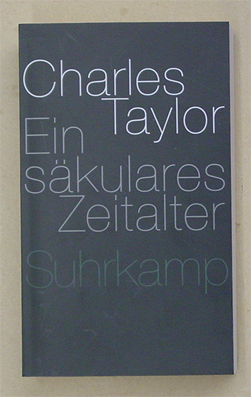 Charles
Taylor
Ein
säkulares
Zeitalter
Suhrkamp